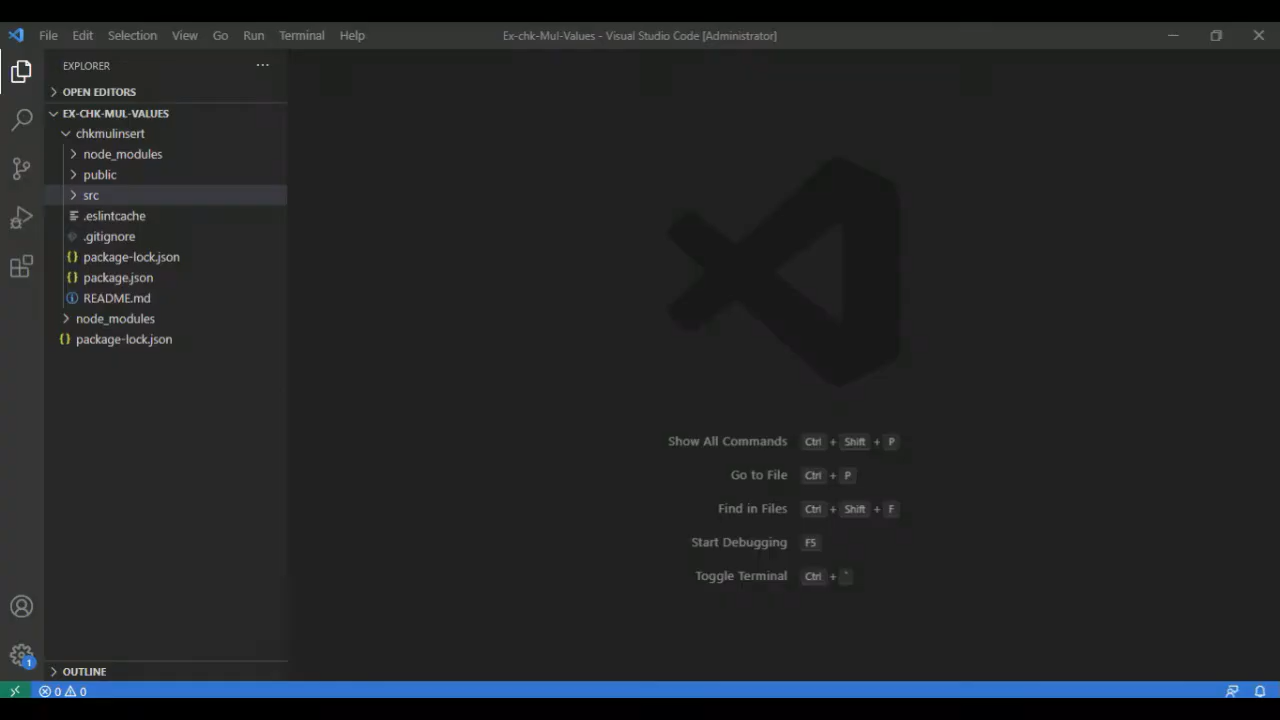 File Edit Selection View Go Run Terminal Help
Ex-chk-Mul-Values - Visual Studio Code [Administrator]
EXPLORER
OPEN EDITORS
EX-CHK-MUL-VALUES
chkmulinsert
node_modules
public
src
.eslintcache
.gitignore
{} package-lock.json
{} package.json
README.md
node_modules
{} package-lock.json
Show All Commands Ctrl + Shift + P
Go to File Ctrl + P
Find in Files Ctrl + Shift + F
Start Debugging F5
Toggle Terminal Ctrl + `
1
OUTLINE
0 0